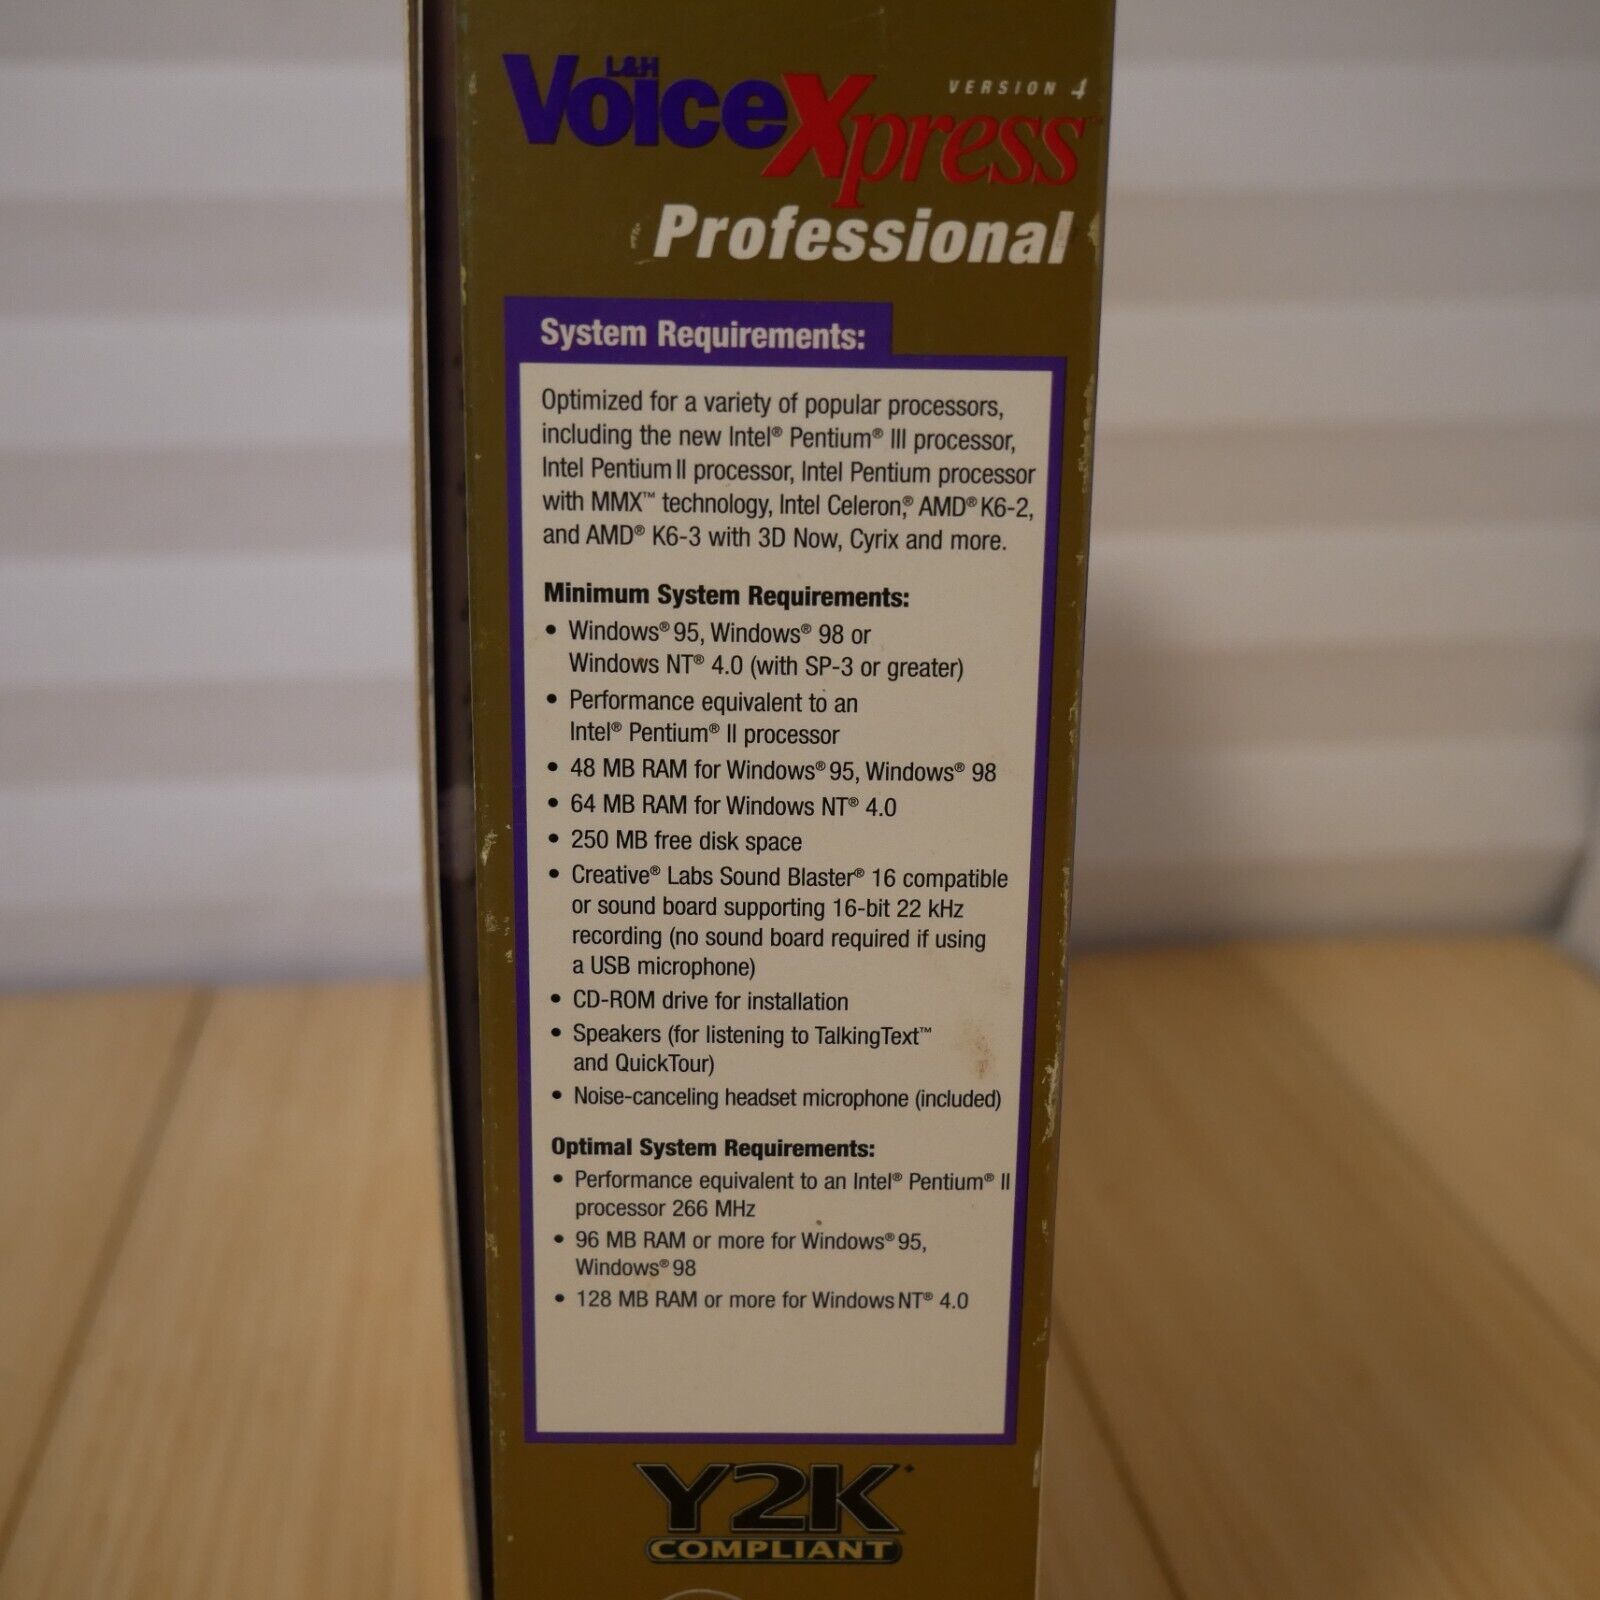 L&H
VoiceXpress™
VERSION 4
Professional
System Requirements:
Optimized for a variety of popular processors,
including the new Intel® Pentium® III processor,
Intel Pentium II processor, Intel Pentium processor
with MMX™ technology, Intel Celeron,® AMD® K6-2,
and AMD® K6-3 with 3D Now, Cyrix and more.
Minimum System Requirements:
• Windows® 95, Windows® 98 or
Windows NT® 4.0 (with SP-3 or greater)
• Performance equivalent to an
Intel® Pentium® II processor
• 48 MB RAM for Windows® 95, Windows® 98
• 64 MB RAM for Windows NT® 4.0
• 250 MB free disk space
• Creative® Labs Sound Blaster® 16 compatible
or sound board supporting 16-bit 22 kHz
recording (no sound board required if using
a USB microphone)
• CD-ROM drive for installation
• Speakers (for listening to TalkingText™
and QuickTour)
• Noise-canceling headset microphone (included)
Optimal System Requirements:
• Performance equivalent to an Intel® Pentium® II
processor 266 MHz
• 96 MB RAM or more for Windows® 95,
Windows® 98
• 128 MB RAM or more for Windows NT® 4.0
Y2K
COMPLIANT